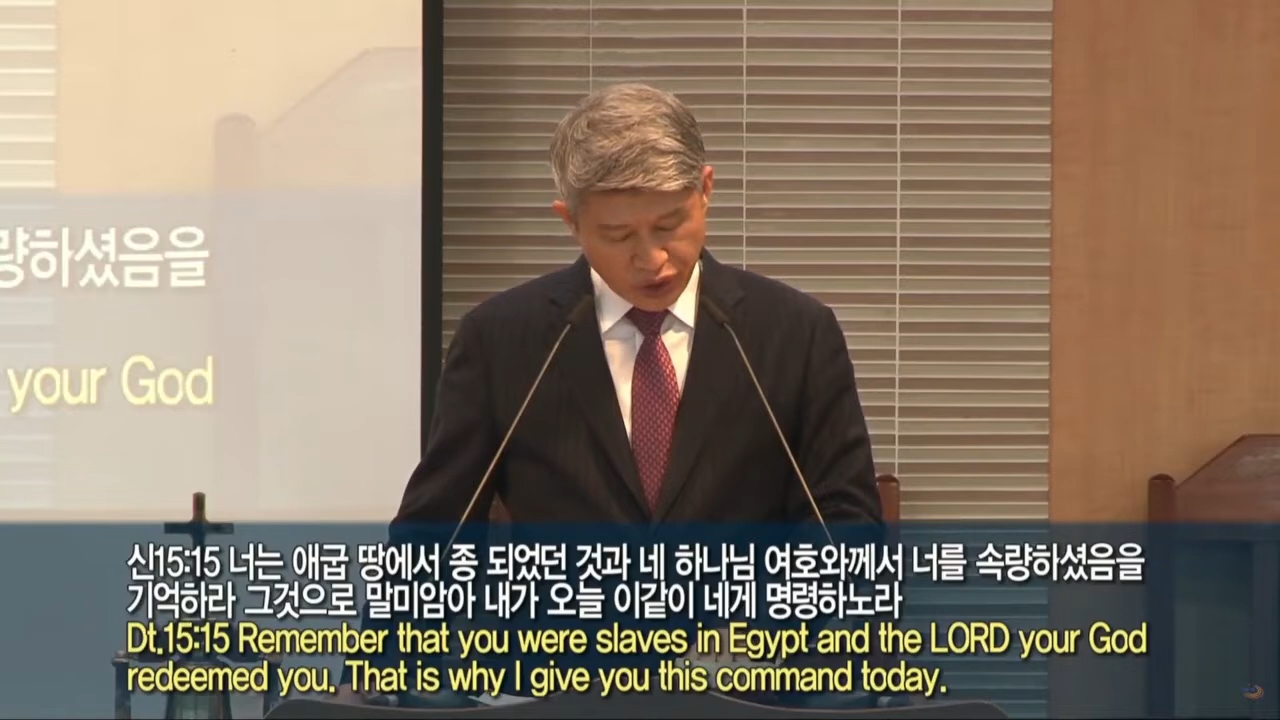 량하셨음을
your God
신15:15 너는 애굽 땅에서 종 되었던 것과 네 하나님 여호와께서 너를 속량하셨음을
기억하라 그것으로 말미암아 내가 오늘 이같이 네게 명령하노라
Dt.15:15 Remember that you were slaves in Egypt and the LORD your God
redeemed you. That is why I give you this command today.